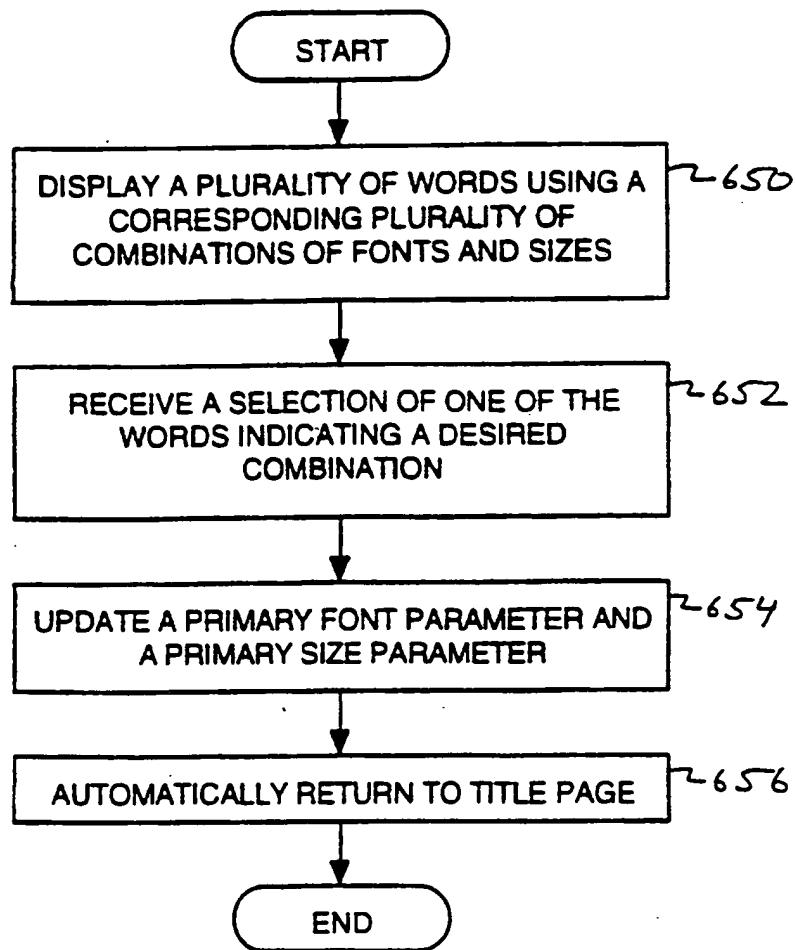 START
DISPLAY A PLURALITY OF WORDS USING A
CORRESPONDING PLURALITY OF
COMBINATIONS OF FONTS AND SIZES
650
RECEIVE A SELECTION OF ONE OF THE
WORDS INDICATING A DESIRED
COMBINATION
652
UPDATE A PRIMARY FONT PARAMETER AND
A PRIMARY SIZE PARAMETER
654
AUTOMATICALLY RETURN TO TITLE PAGE
656
END